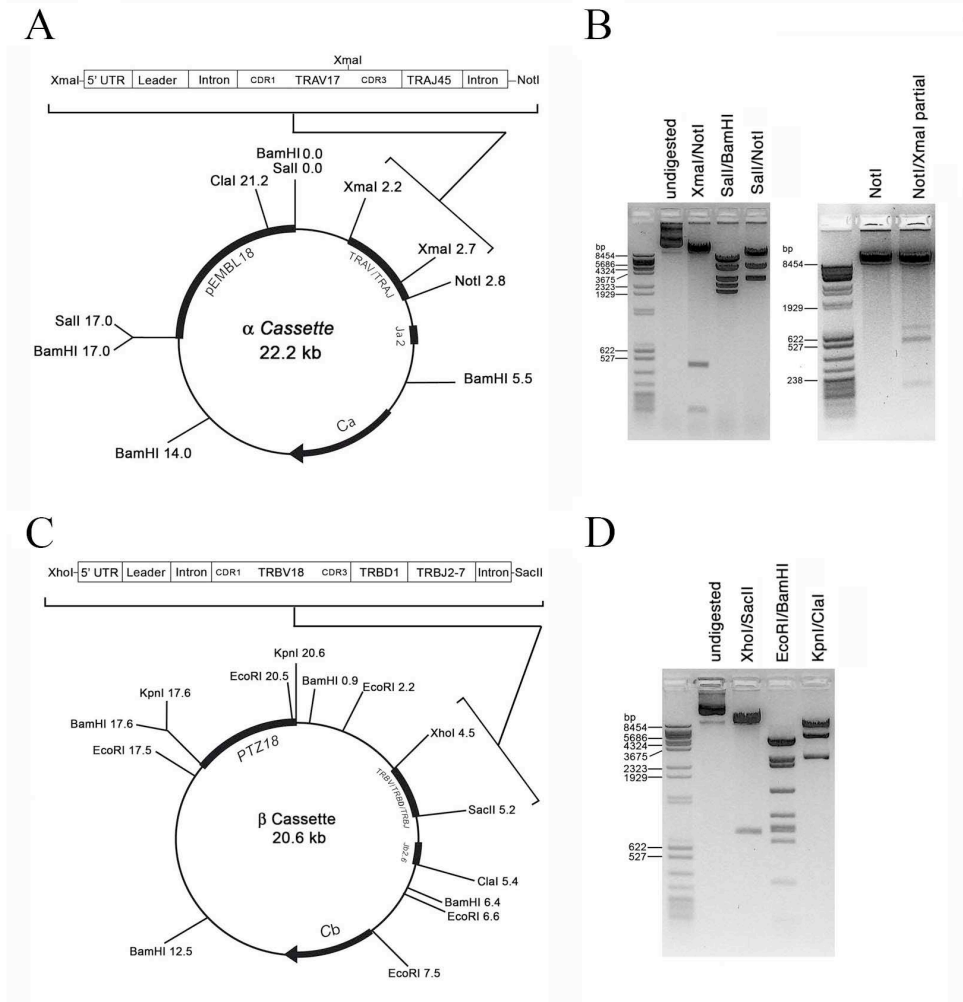 A
XmaI
XmaI 5' UTR Leader Intron CDR1 TRAV17 CDR3 TRAJ45 Intron NotI
BamHI 0.0
SalI 0.0
ClaI 21.2
XmaI 2.2
XmaI 2.7
NotI 2.8
pEMBL18
TRAV/TRAJ
Ja 2
SalI 17.0
BamHI 17.0
α Cassette
22.2 kb
BamHI 5.5
Ca
BamHI 14.0
B
undigested
XmaI/NotI
SalI/BamHI
SalI/NotI
bp
8454
5686
4324
3675
2323
1929
622
527
NotI
NotI/XmaI partial
bp
8454
1929
622
527
238
C
XhoI 5' UTR Leader Intron CDR1 TRBV18 CDR3 TRBD1 TRBJ2-7 Intron SacII
KpnI 20.6
EcoRI 20.5
BamHI 0.9
EcoRI 2.2
KpnI 17.6
BamHI 17.6
EcoRI 17.5
PTZ18
XhoI 4.5
TRBV/TRBD/TRBJ
SacII 5.2
β Cassette
20.6 kb
Jb2.6
ClaI 5.4
BamHI 6.4
EcoRI 6.6
Cb
BamHI 12.5
EcoRI 7.5
D
undigested
XhoI/SacII
EcoRI/BamHI
KpnI/ClaI
bp
8454
5686
4324
3675
2323
1929
622
527